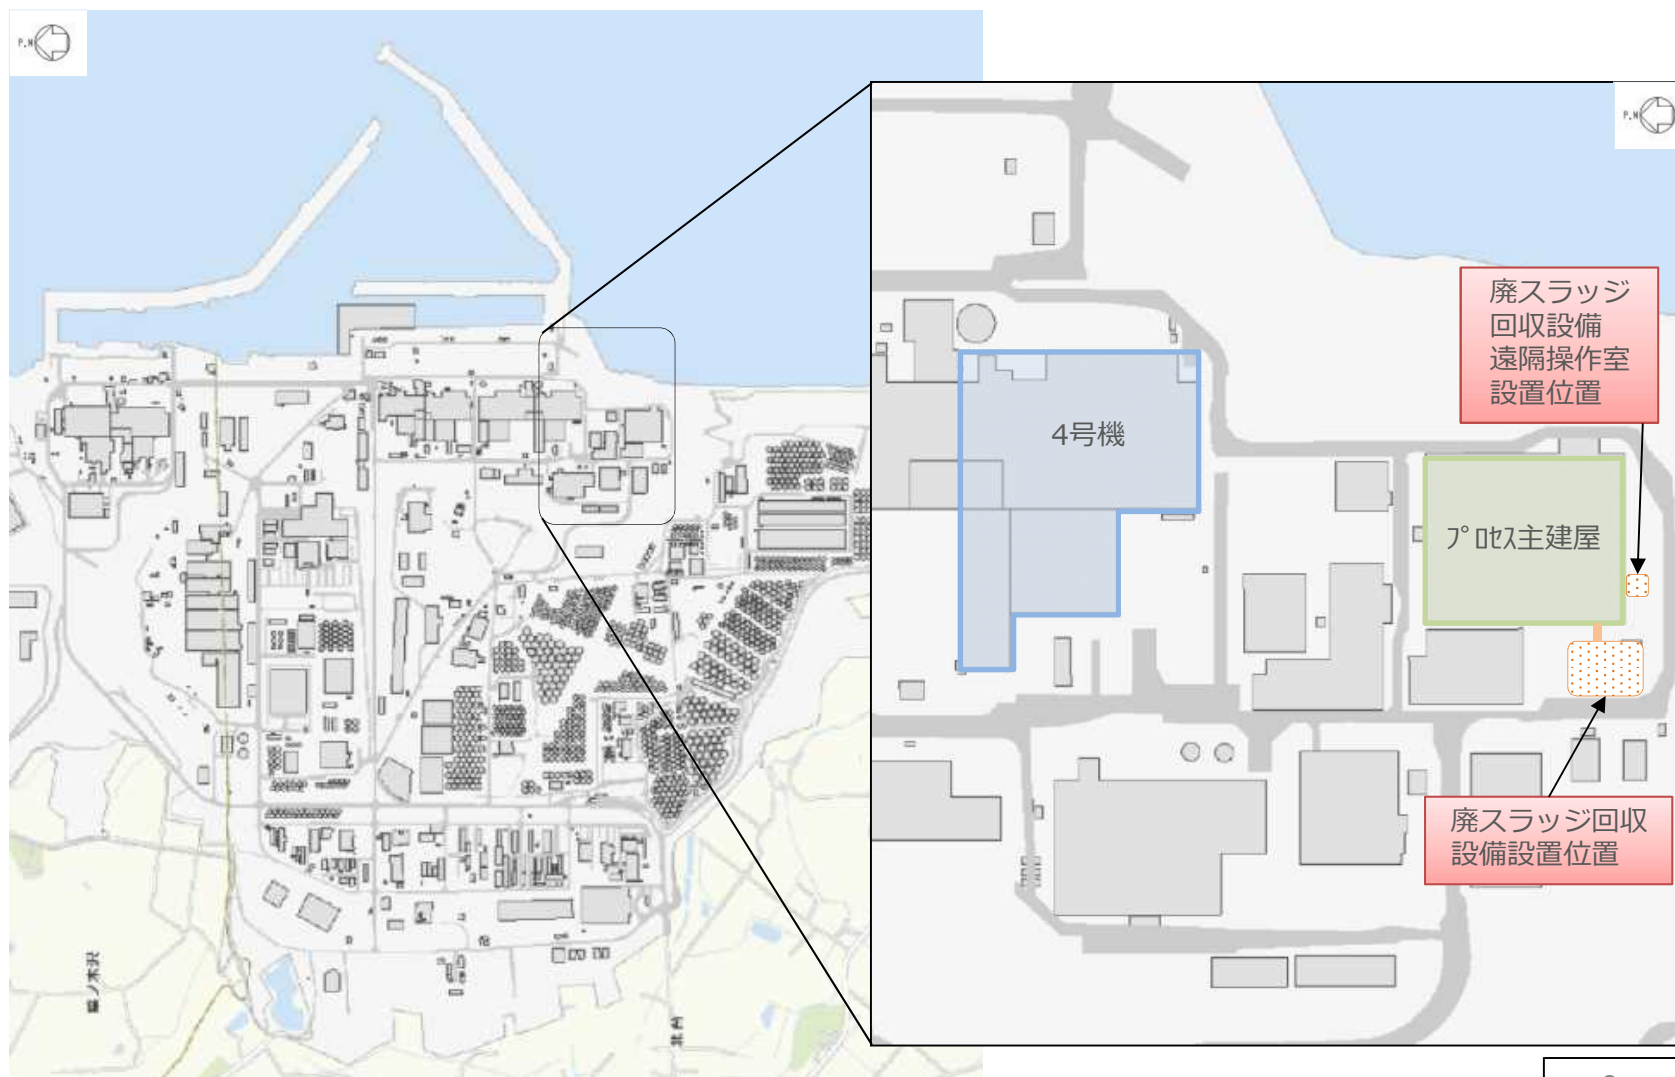 P.N
P.N
廃スラッジ
回収設備
遠隔操作室
設置位置
4号機
ﾌﾟﾛｾｽ主建屋
廃スラッジ回収
設備設置位置